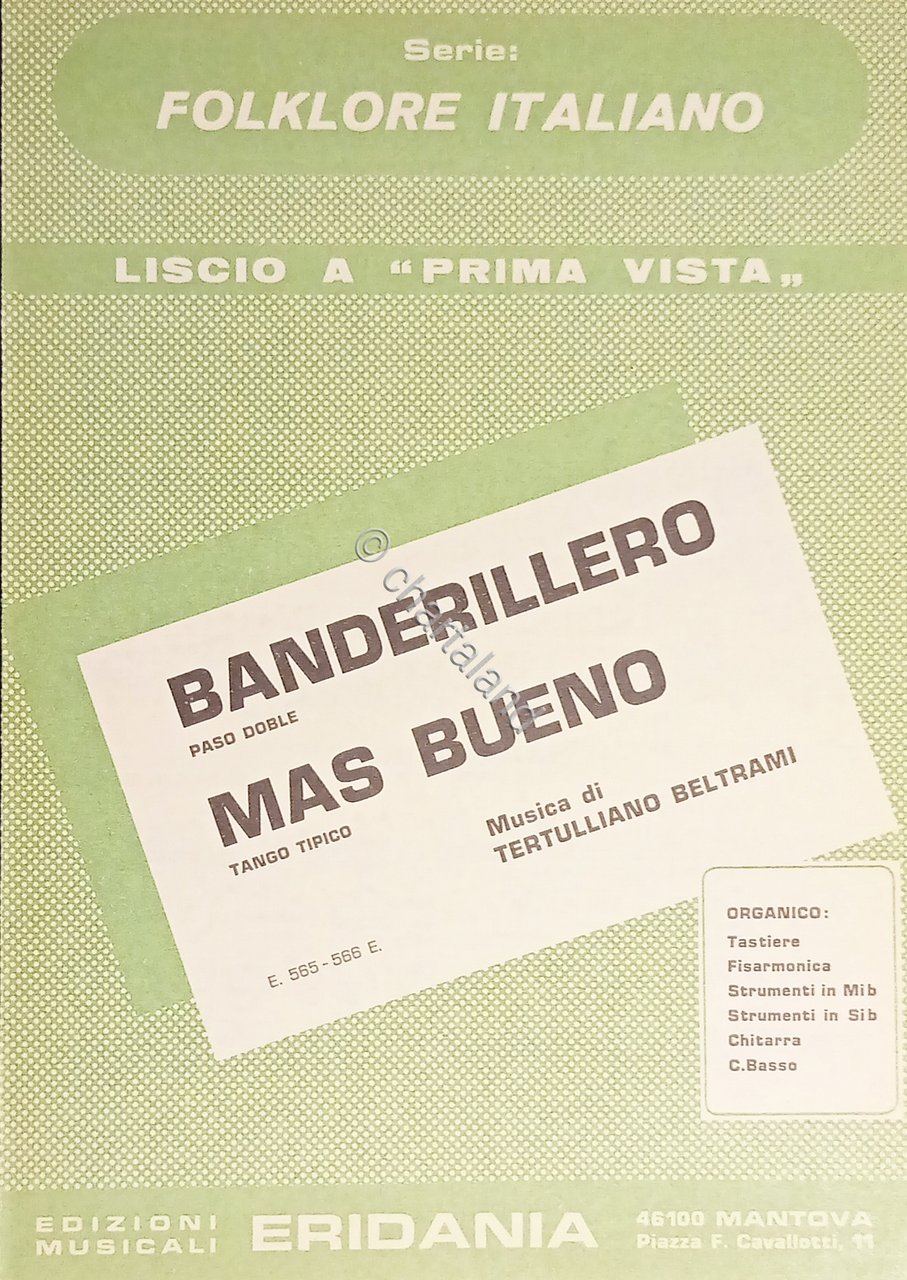 Serie:
FOLKLORE ITALIANO
LISCIO A “PRIMA VISTA„
BANDERILLERO
PASO DOBLE
MAS BUENO
TANGO TIPICO
Musica di
TERTULLIANO BELTRAMI
E. 565-566 E.
© chartaland
ORGANICO:
Tastiere
Fisarmonica
Strumenti in Mib
Strumenti in Sib
Chitarra
C.Basso
EDIZIONI
MUSICALI
ERIDANIA
46100 MANTOVA
Piazza F. Cavallotti, 11